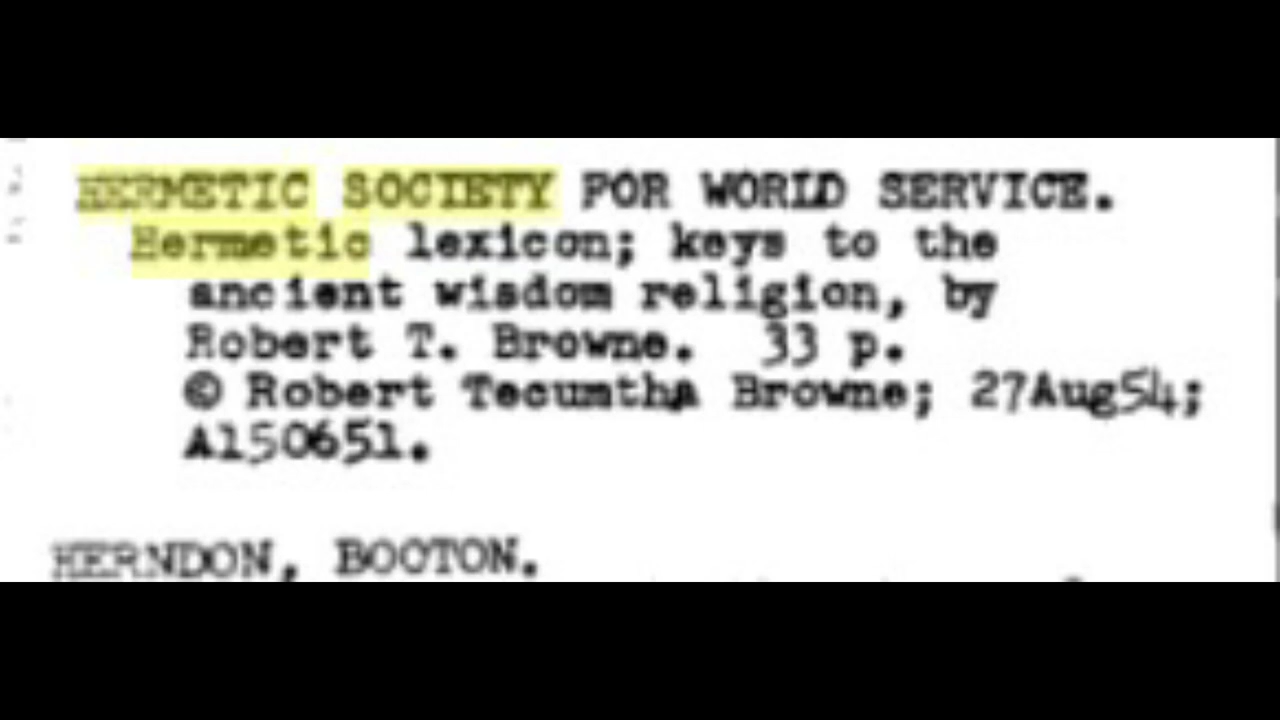 HERMETIC SOCIETY FOR WORLD SERVICE.
Hermetic lexicon; keys to the
ancient wisdom religion, by
Robert T. Browne. 33 p.
© Robert Tecumtha Browne; 27Aug54;
A150651.
HERNDON, BOOTON.